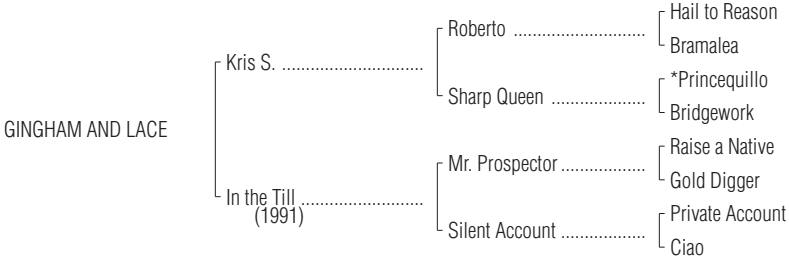 Hail to Reason
Roberto ............................
Bramalea
Kris S. ..............................
*Princequillo
Sharp Queen ....................
Bridgework
GINGHAM AND LACE
Raise a Native
Mr. Prospector ..................
Gold Digger
In the Till ..........................
(1991)
Private Account
Silent Account ..................
Ciao